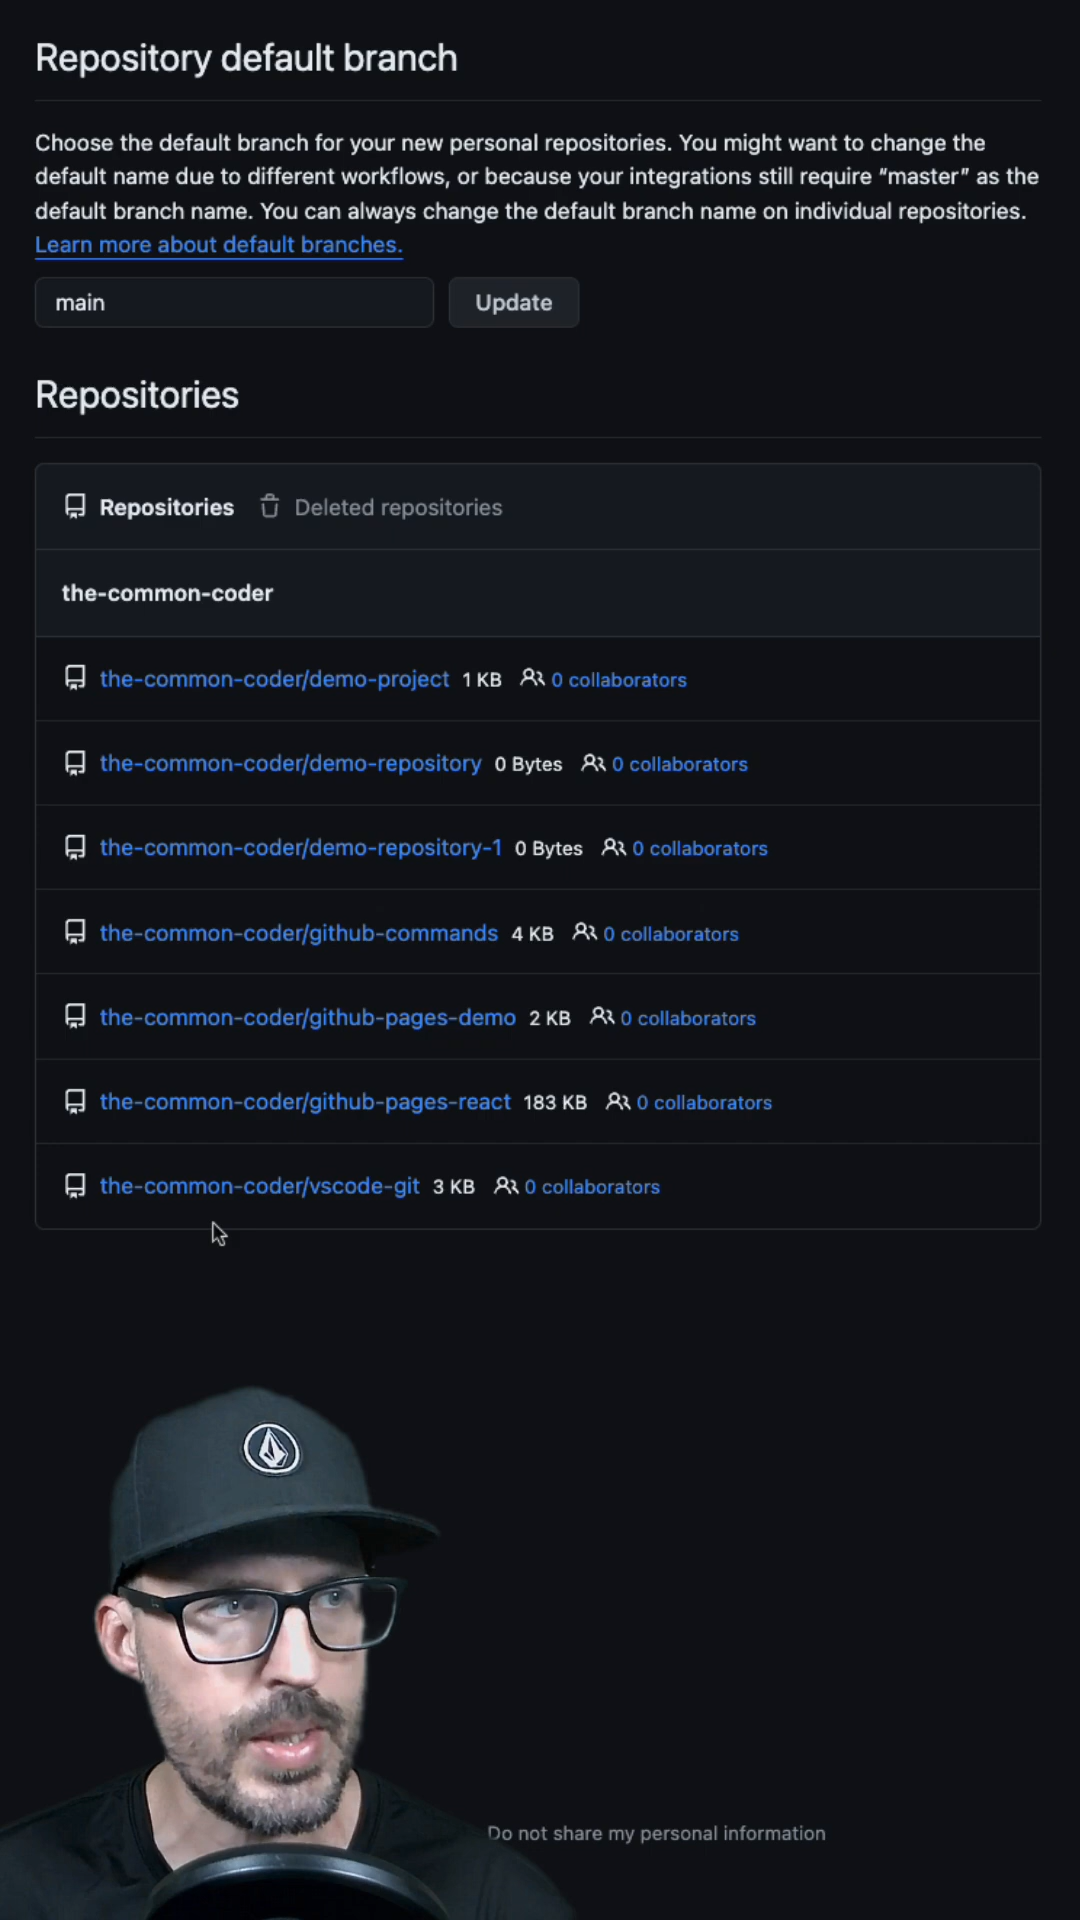 Repository default branch
Choose the default branch for your new personal repositories. You might want to change the
default name due to different workflows, or because your integrations still require “master” as the
default branch name. You can always change the default branch name on individual repositories.
Learn more about default branches.
main Update
Repositories
Repositories Deleted repositories
the-common-coder
the-common-coder/demo-project 1 KB 0 collaborators
the-common-coder/demo-repository 0 Bytes 0 collaborators
the-common-coder/demo-repository-1 0 Bytes 0 collaborators
the-common-coder/github-commands 4 KB 0 collaborators
the-common-coder/github-pages-demo 2 KB 0 collaborators
the-common-coder/github-pages-react 183 KB 0 collaborators
the-common-coder/vscode-git 3 KB 0 collaborators
Do not share my personal information